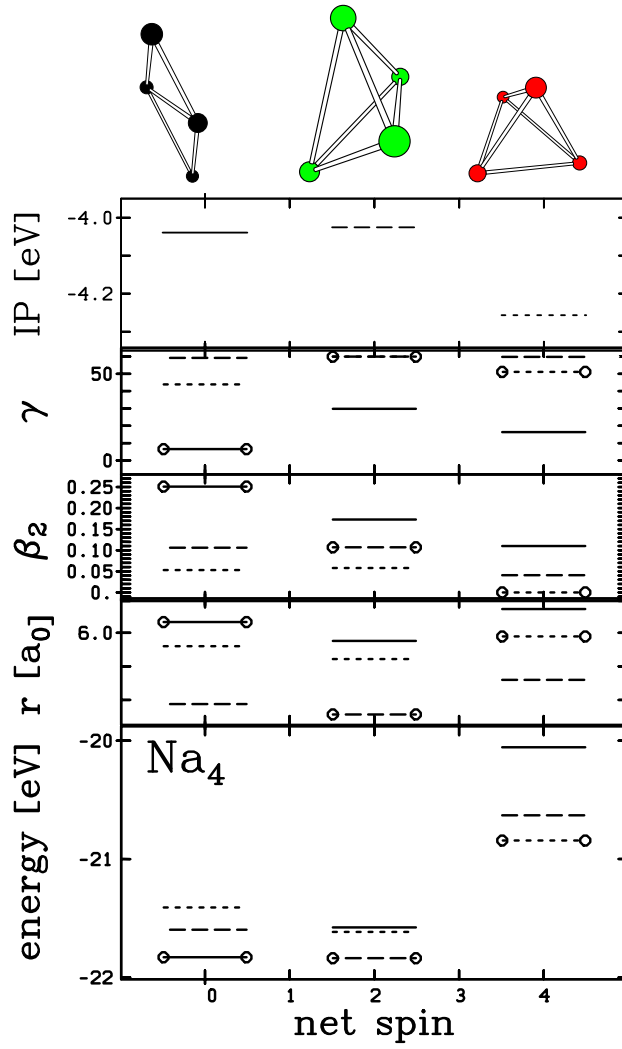 IP [eV]
-4.0
-4.2
γ
50
0
β₂
0.25
0.20
0.15
0.10
0.05
0.
r [a₀]
6.0
energy [eV]
Na₄
-20
-21
-22
0 1 2 3 4
net spin